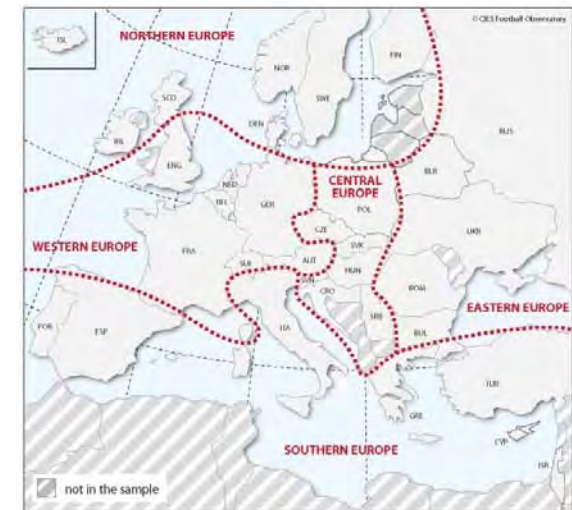 © CIES Football Observatory
ISL
NORTHERN EUROPE
NOR
FIN
SWE
SCO
RUS
DEN
IRL
ENG
BLR
NED
CENTRAL
EUROPE
BEL
GER
POL
CZE
UKR
WESTERN EUROPE
SVK
FRA
AUT
SUI
HUN
SVN
CRO
ROM
SRB
EASTERN EUROPE
POR
ESP
ITA
BUL
TUR
GRE
CYP
SOUTHERN EUROPE
ISR
not in the sample